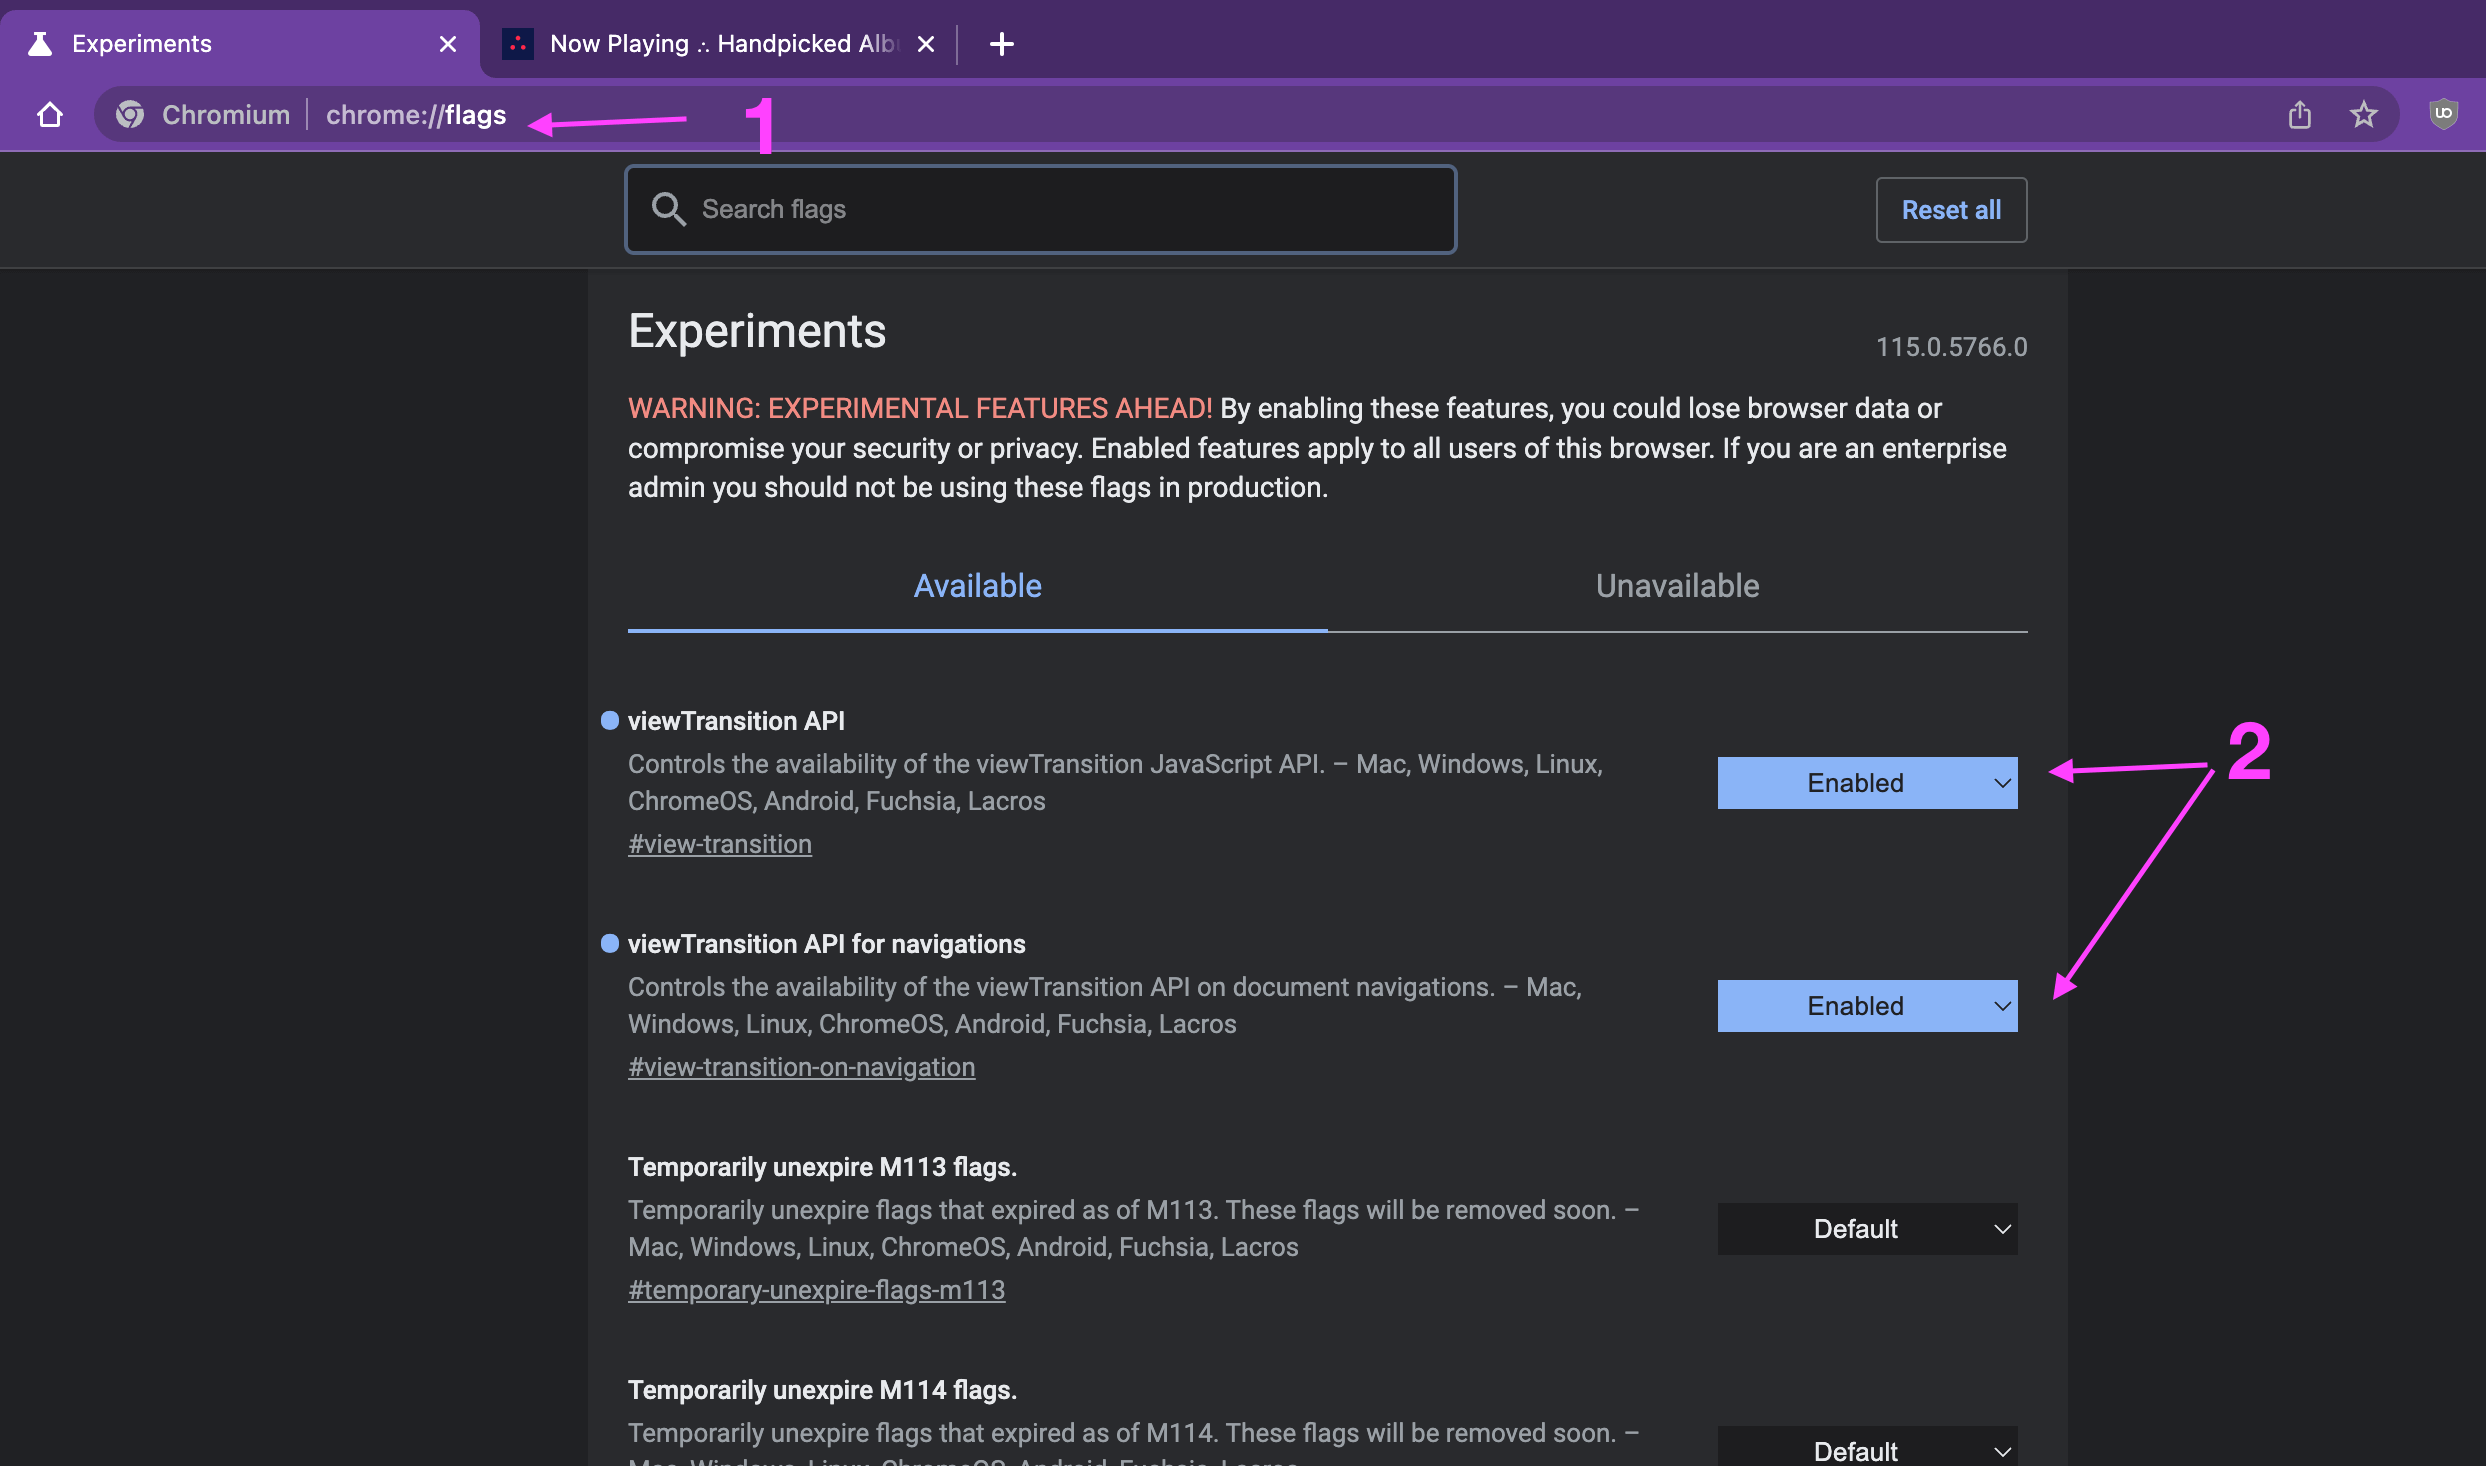 Experiments
Now Playing ∴ Handpicked Alb
Chromium
chrome://flags
1
Search flags
Reset all
Experiments
115.0.5766.0
WARNING: EXPERIMENTAL FEATURES AHEAD! By enabling these features, you could lose browser data or
compromise your security or privacy. Enabled features apply to all users of this browser. If you are an enterprise
admin you should not be using these flags in production.
Available
Unavailable
viewTransition API
Controls the availability of the viewTransition JavaScript API. – Mac, Windows, Linux,
ChromeOS, Android, Fuchsia, Lacros
#view-transition
Enabled
2
viewTransition API for navigations
Controls the availability of the viewTransition API on document navigations. – Mac,
Windows, Linux, ChromeOS, Android, Fuchsia, Lacros
#view-transition-on-navigation
Enabled
Temporarily unexpire M113 flags.
Temporarily unexpire flags that expired as of M113. These flags will be removed soon. –
Mac, Windows, Linux, ChromeOS, Android, Fuchsia, Lacros
#temporary-unexpire-flags-m113
Default
Temporarily unexpire M114 flags.
Temporarily unexpire flags that expired as of M114. These flags will be removed soon. –
Default
Mac, Windows, Linux, ChromeOS, Android, Fuchsia, Lacros